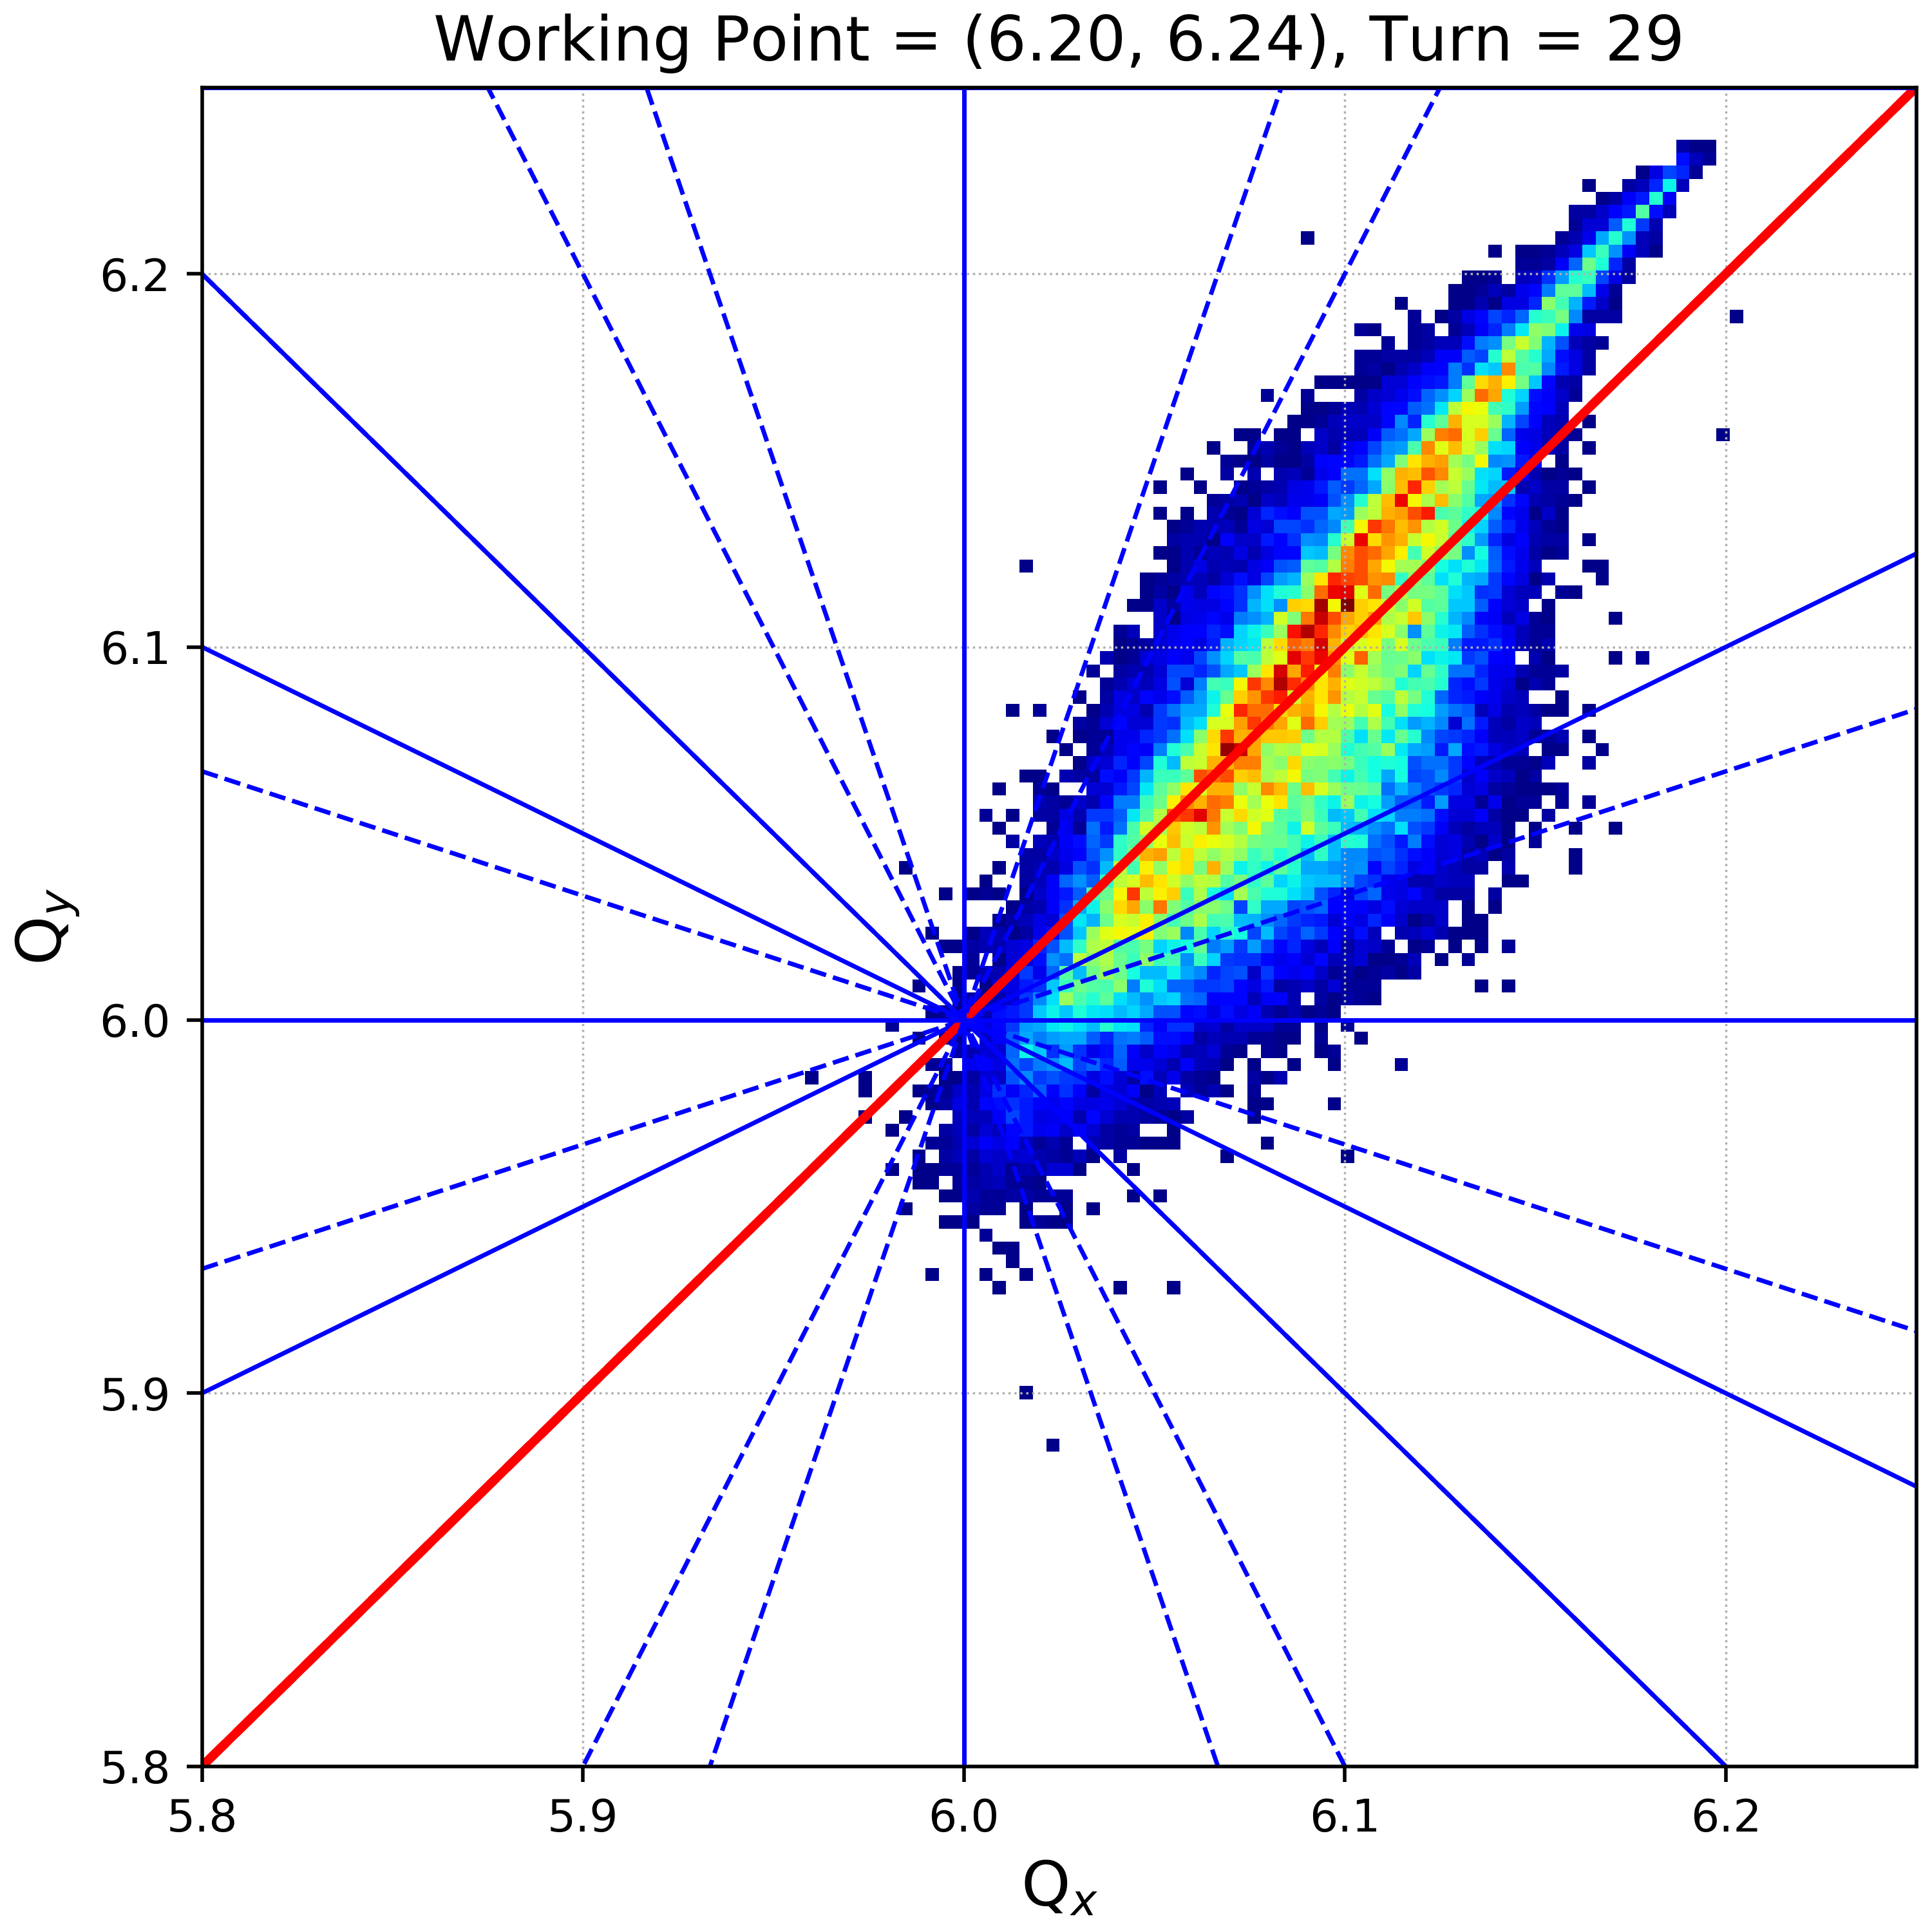 Working Point = (6.20, 6.24), Turn = 29
6.2
6.1
6.0
5.9
5.8
Qy
5.8 5.9 6.0 6.1 6.2
Qx